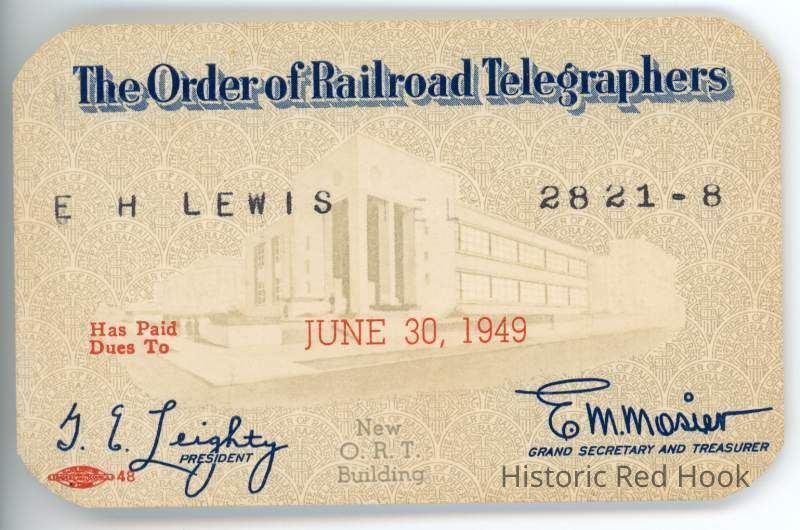 The Order of Railroad Telegraphers
E H LEWIS EL 2821-8
Has Paid
Dues To
JUNE 30, 1949
G. E. Leighty
PRESIDENT
New
O. R. T.
Building
E M. Mosier
GRAND SECRETARY AND TREASURER
48
Historic Red Hook